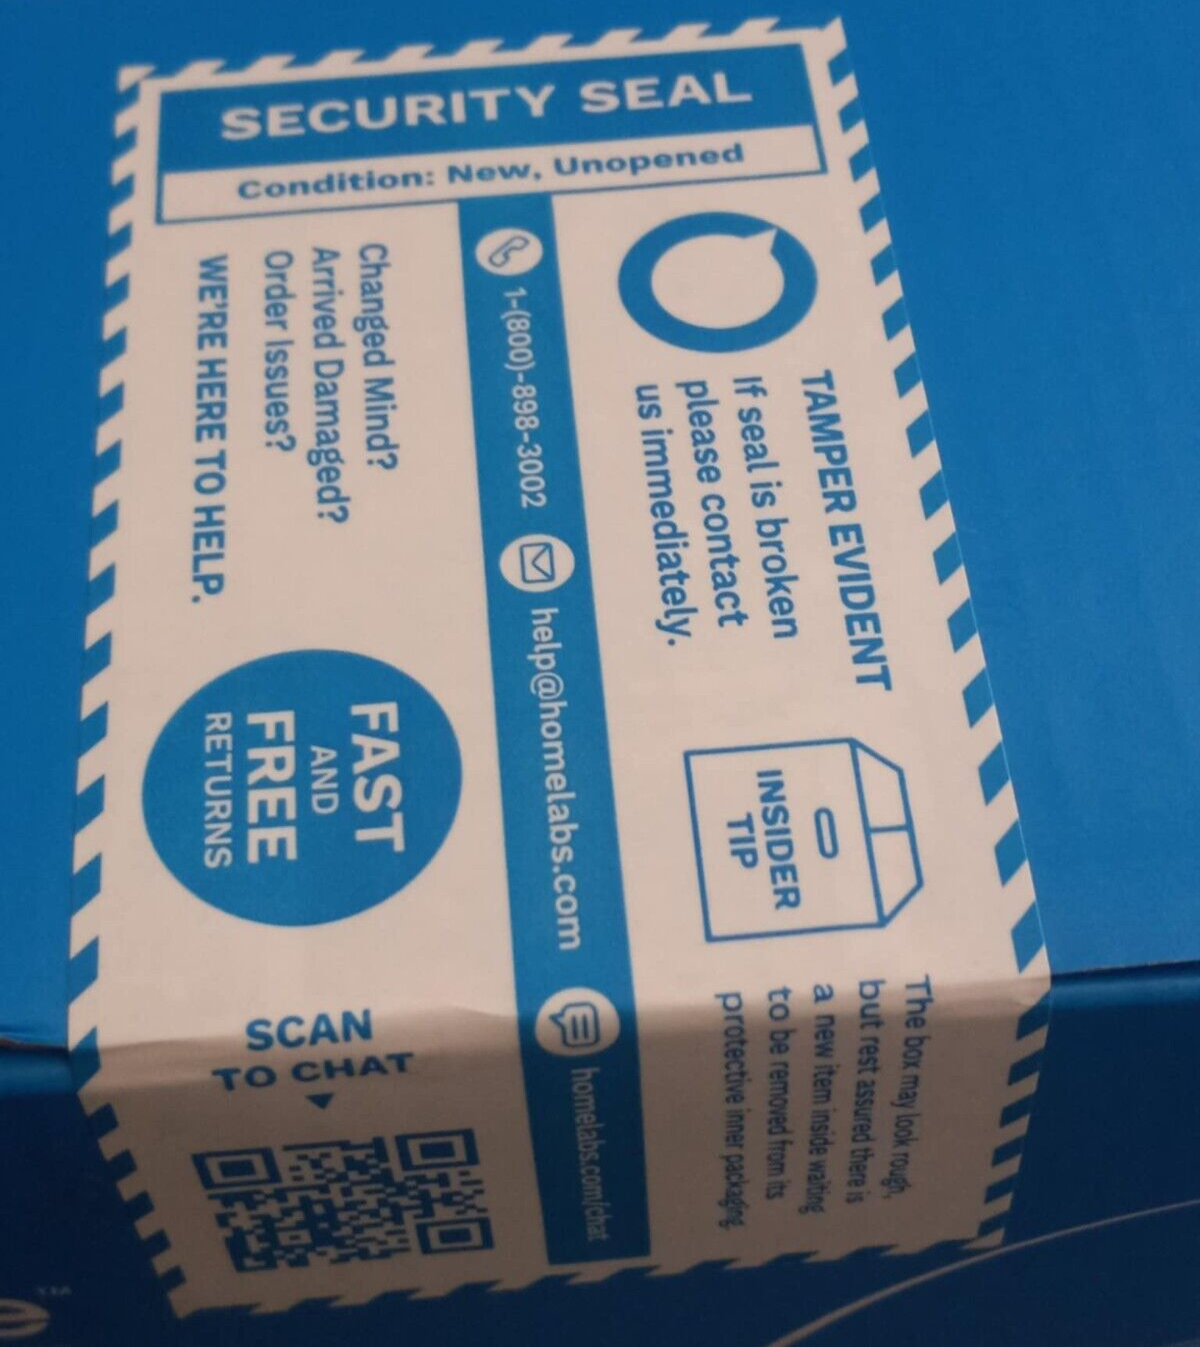 SECURITY SEAL
Condition: New, Unopened
TAMPER EVIDENT
If seal is broken
please contact
us immediately.
INSIDER
TIP
The box may look rough,
but rest assured there is
a new item inside waiting
to be removed from its
protective inner packaging.
1-(800)-898-3002
help@homelabs.com
homelabs.com/chat
Changed Mind?
Arrived Damaged?
Order Issues?
WE'RE HERE TO HELP.
FAST
AND
FREE
RETURNS
SCAN
TO CHAT
e™